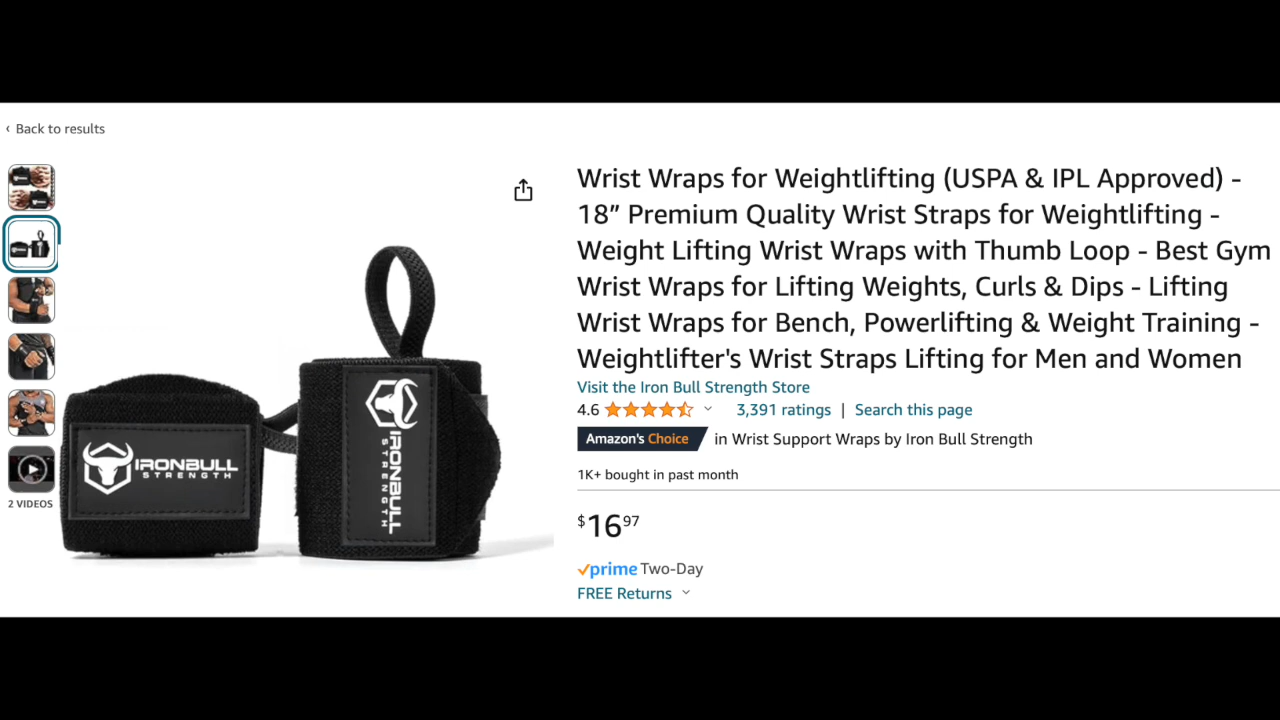 ‹ Back to results
Wrist Wraps for Weightlifting (USPA & IPL Approved) -
18” Premium Quality Wrist Straps for Weightlifting -
Weight Lifting Wrist Wraps with Thumb Loop - Best Gym
Wrist Wraps for Lifting Weights, Curls & Dips - Lifting
Wrist Wraps for Bench, Powerlifting & Weight Training -
Weightlifter's Wrist Straps Lifting for Men and Women
Visit the Iron Bull Strength Store
4.6 3,391 ratings | Search this page
Amazon's Choice in Wrist Support Wraps by Iron Bull Strength
1K+ bought in past month
$16.97
prime Two-Day
FREE Returns
2 VIDEOS
IRONBULL
STRENGTH
IRONBULL
STRENGTH